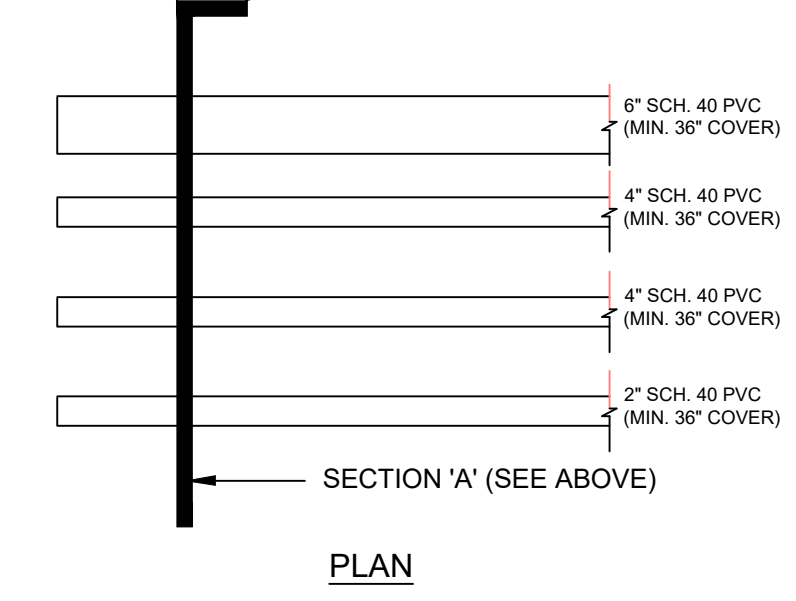 6" SCH. 40 PVC
(MIN. 36" COVER)
4" SCH. 40 PVC
(MIN. 36" COVER)
4" SCH. 40 PVC
(MIN. 36" COVER)
2" SCH. 40 PVC
(MIN. 36" COVER)
SECTION 'A' (SEE ABOVE)
PLAN